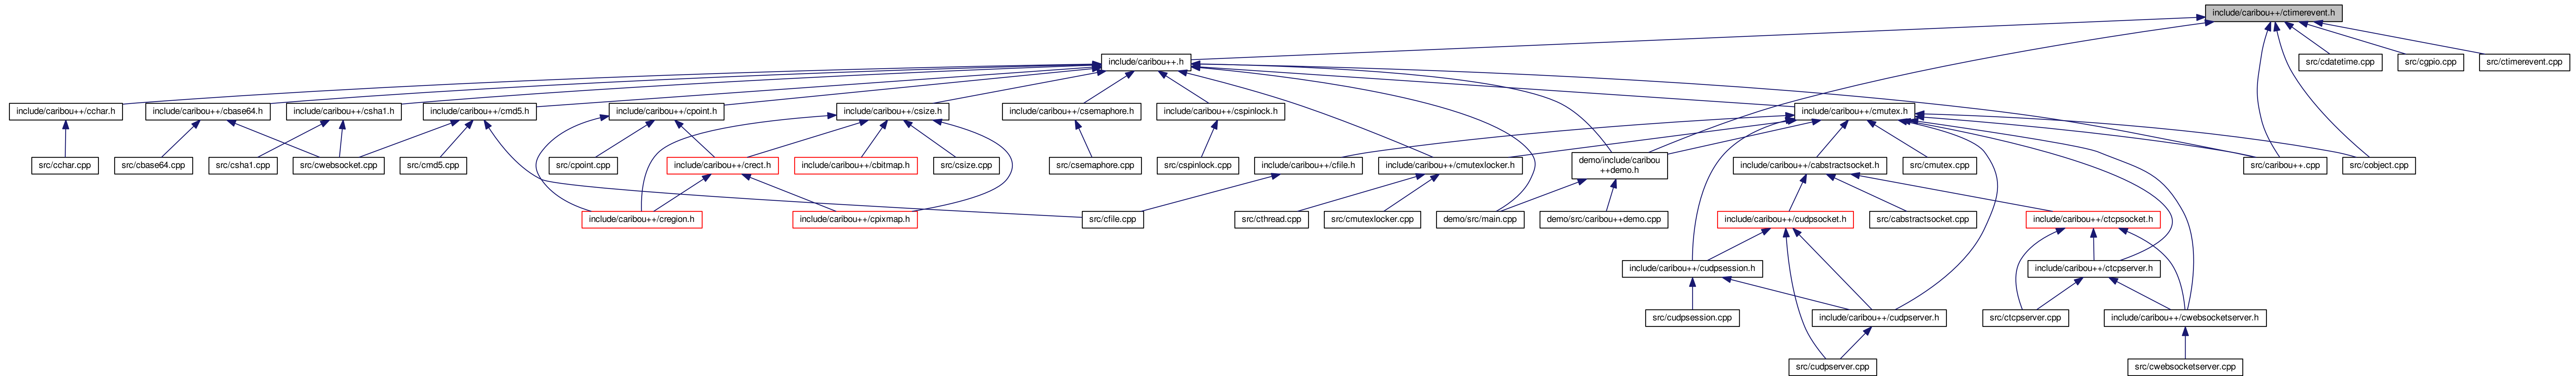 include/caribou++/ctimerevent.h
include/caribou++.h
src/cdatetime.cpp
src/cgpio.cpp
src/ctimerevent.cpp
include/caribou++/cchar.h
include/caribou++/cbase64.h
include/caribou++/csha1.h
include/caribou++/cmd5.h
include/caribou++/cpoint.h
include/caribou++/csize.h
include/caribou++/csemaphore.h
include/caribou++/cspinlock.h
include/caribou++/cmutex.h
src/cchar.cpp
src/cbase64.cpp
src/csha1.cpp
src/cwebsocket.cpp
src/cmd5.cpp
src/cpoint.cpp
include/caribou++/crect.h
include/caribou++/cbitmap.h
src/csize.cpp
src/csemaphore.cpp
src/cspinlock.cpp
include/caribou++/cfile.h
include/caribou++/cmutexlocker.h
demo/include/caribou
++demo.h
include/caribou++/cabstractsocket.h
src/cmutex.cpp
src/caribou++.cpp
src/cobject.cpp
include/caribou++/cregion.h
include/caribou++/cpixmap.h
src/cfile.cpp
src/cthread.cpp
src/cmutexlocker.cpp
demo/src/main.cpp
demo/src/caribou++demo.cpp
include/caribou++/cudpsocket.h
src/cabstractsocket.cpp
include/caribou++/ctcpsocket.h
include/caribou++/cudpsession.h
include/caribou++/ctcpserver.h
src/cudpsession.cpp
include/caribou++/cudpserver.h
src/ctcpserver.cpp
include/caribou++/cwebsocketserver.h
src/cudpserver.cpp
src/cwebsocketserver.cpp